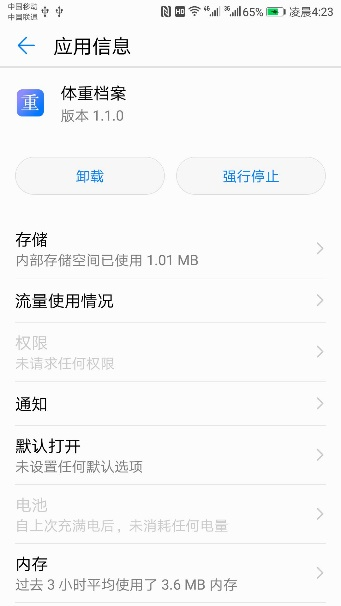 中国移动
中国联通
HD
4G
3G
65%
凌晨4:23
应用信息
重
体重档案
版本 1.1.0
卸载
强行停止
存储
内部存储空间已使用 1.01 MB
流量使用情况
权限
未请求任何权限
通知
默认打开
未设置任何默认选项
电池
自上次充满电后，未消耗任何电量
内存
过去 3 小时平均使用了 3.6 MB 内存